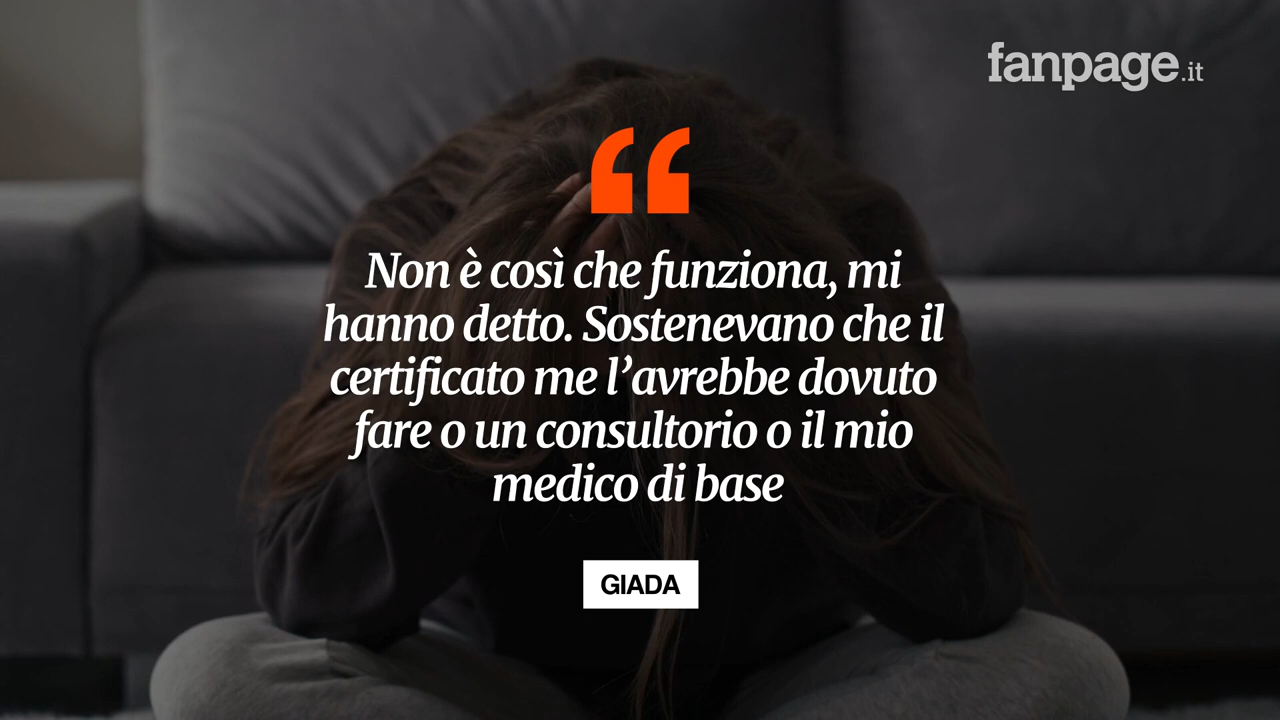 fanpage.it
“
Non è così che funziona, mi
hanno detto. Sostenevano che il
certificato me l’avrebbe dovuto
fare o un consultorio o il mio
medico di base
GIADA